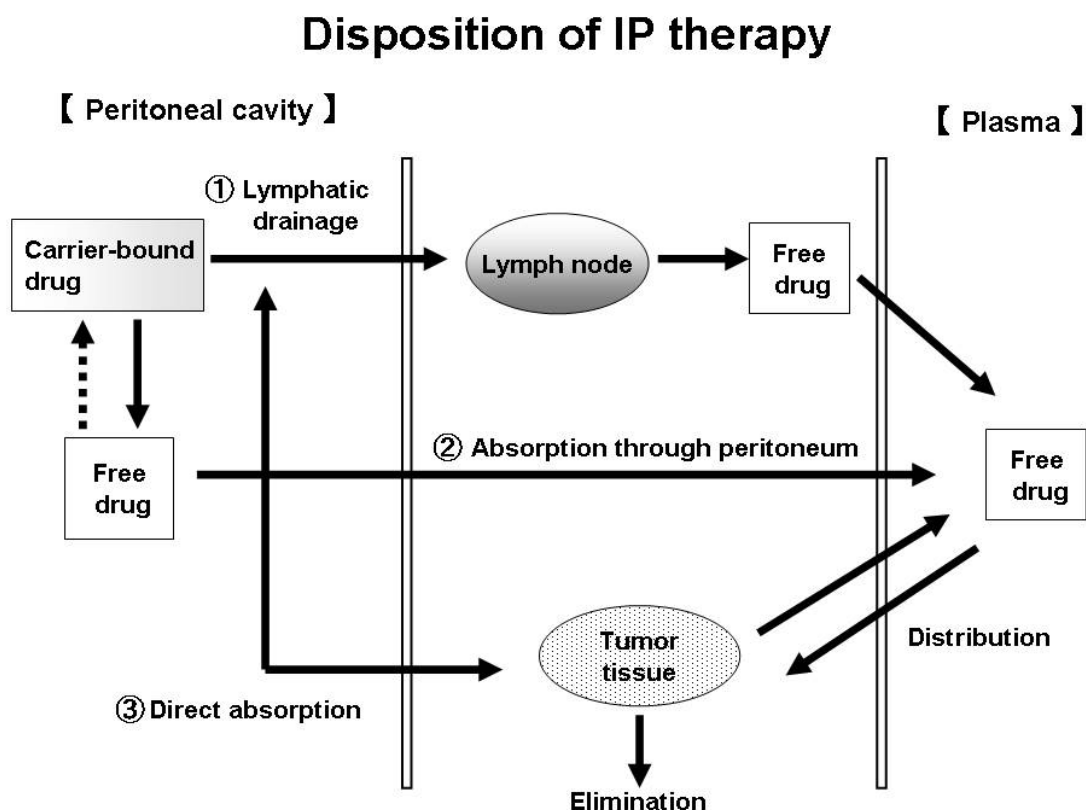 Disposition of IP therapy
【 Peritoneal cavity 】
【 Plasma 】
① Lymphatic
drainage
Carrier-bound
drug
Lymph node
Free
drug
② Absorption through peritoneum
Free
drug
Free
drug
Tumor
tissue
Distribution
③ Direct absorption
Elimination